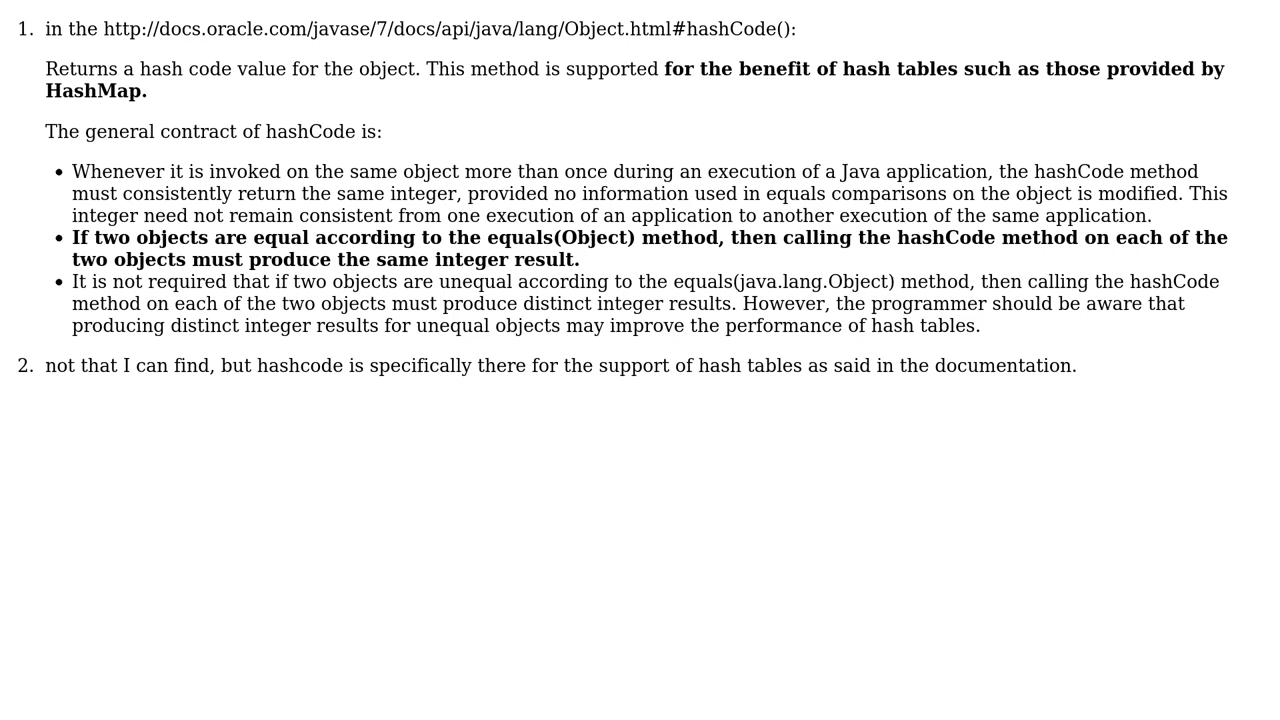 1. in the http://docs.oracle.com/javase/7/docs/api/java/lang/Object.html#hashCode():
Returns a hash code value for the object. This method is supported for the benefit of hash tables such as those provided by
HashMap.
The general contract of hashCode is:
• Whenever it is invoked on the same object more than once during an execution of a Java application, the hashCode method
must consistently return the same integer, provided no information used in equals comparisons on the object is modified. This
integer need not remain consistent from one execution of an application to another execution of the same application.
• If two objects are equal according to the equals(Object) method, then calling the hashCode method on each of the
two objects must produce the same integer result.
• It is not required that if two objects are unequal according to the equals(java.lang.Object) method, then calling the hashCode
method on each of the two objects must produce distinct integer results. However, the programmer should be aware that
producing distinct integer results for unequal objects may improve the performance of hash tables.
2. not that I can find, but hashcode is specifically there for the support of hash tables as said in the documentation.